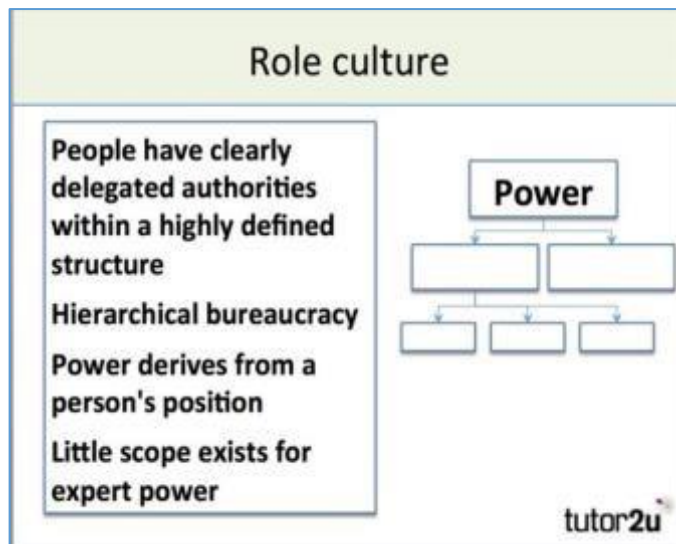 Role culture
People have clearly
delegated authorities
within a highly defined
structure
Hierarchical bureaucracy
Power derives from a
person's position
Little scope exists for
expert power
Power
tutor2u